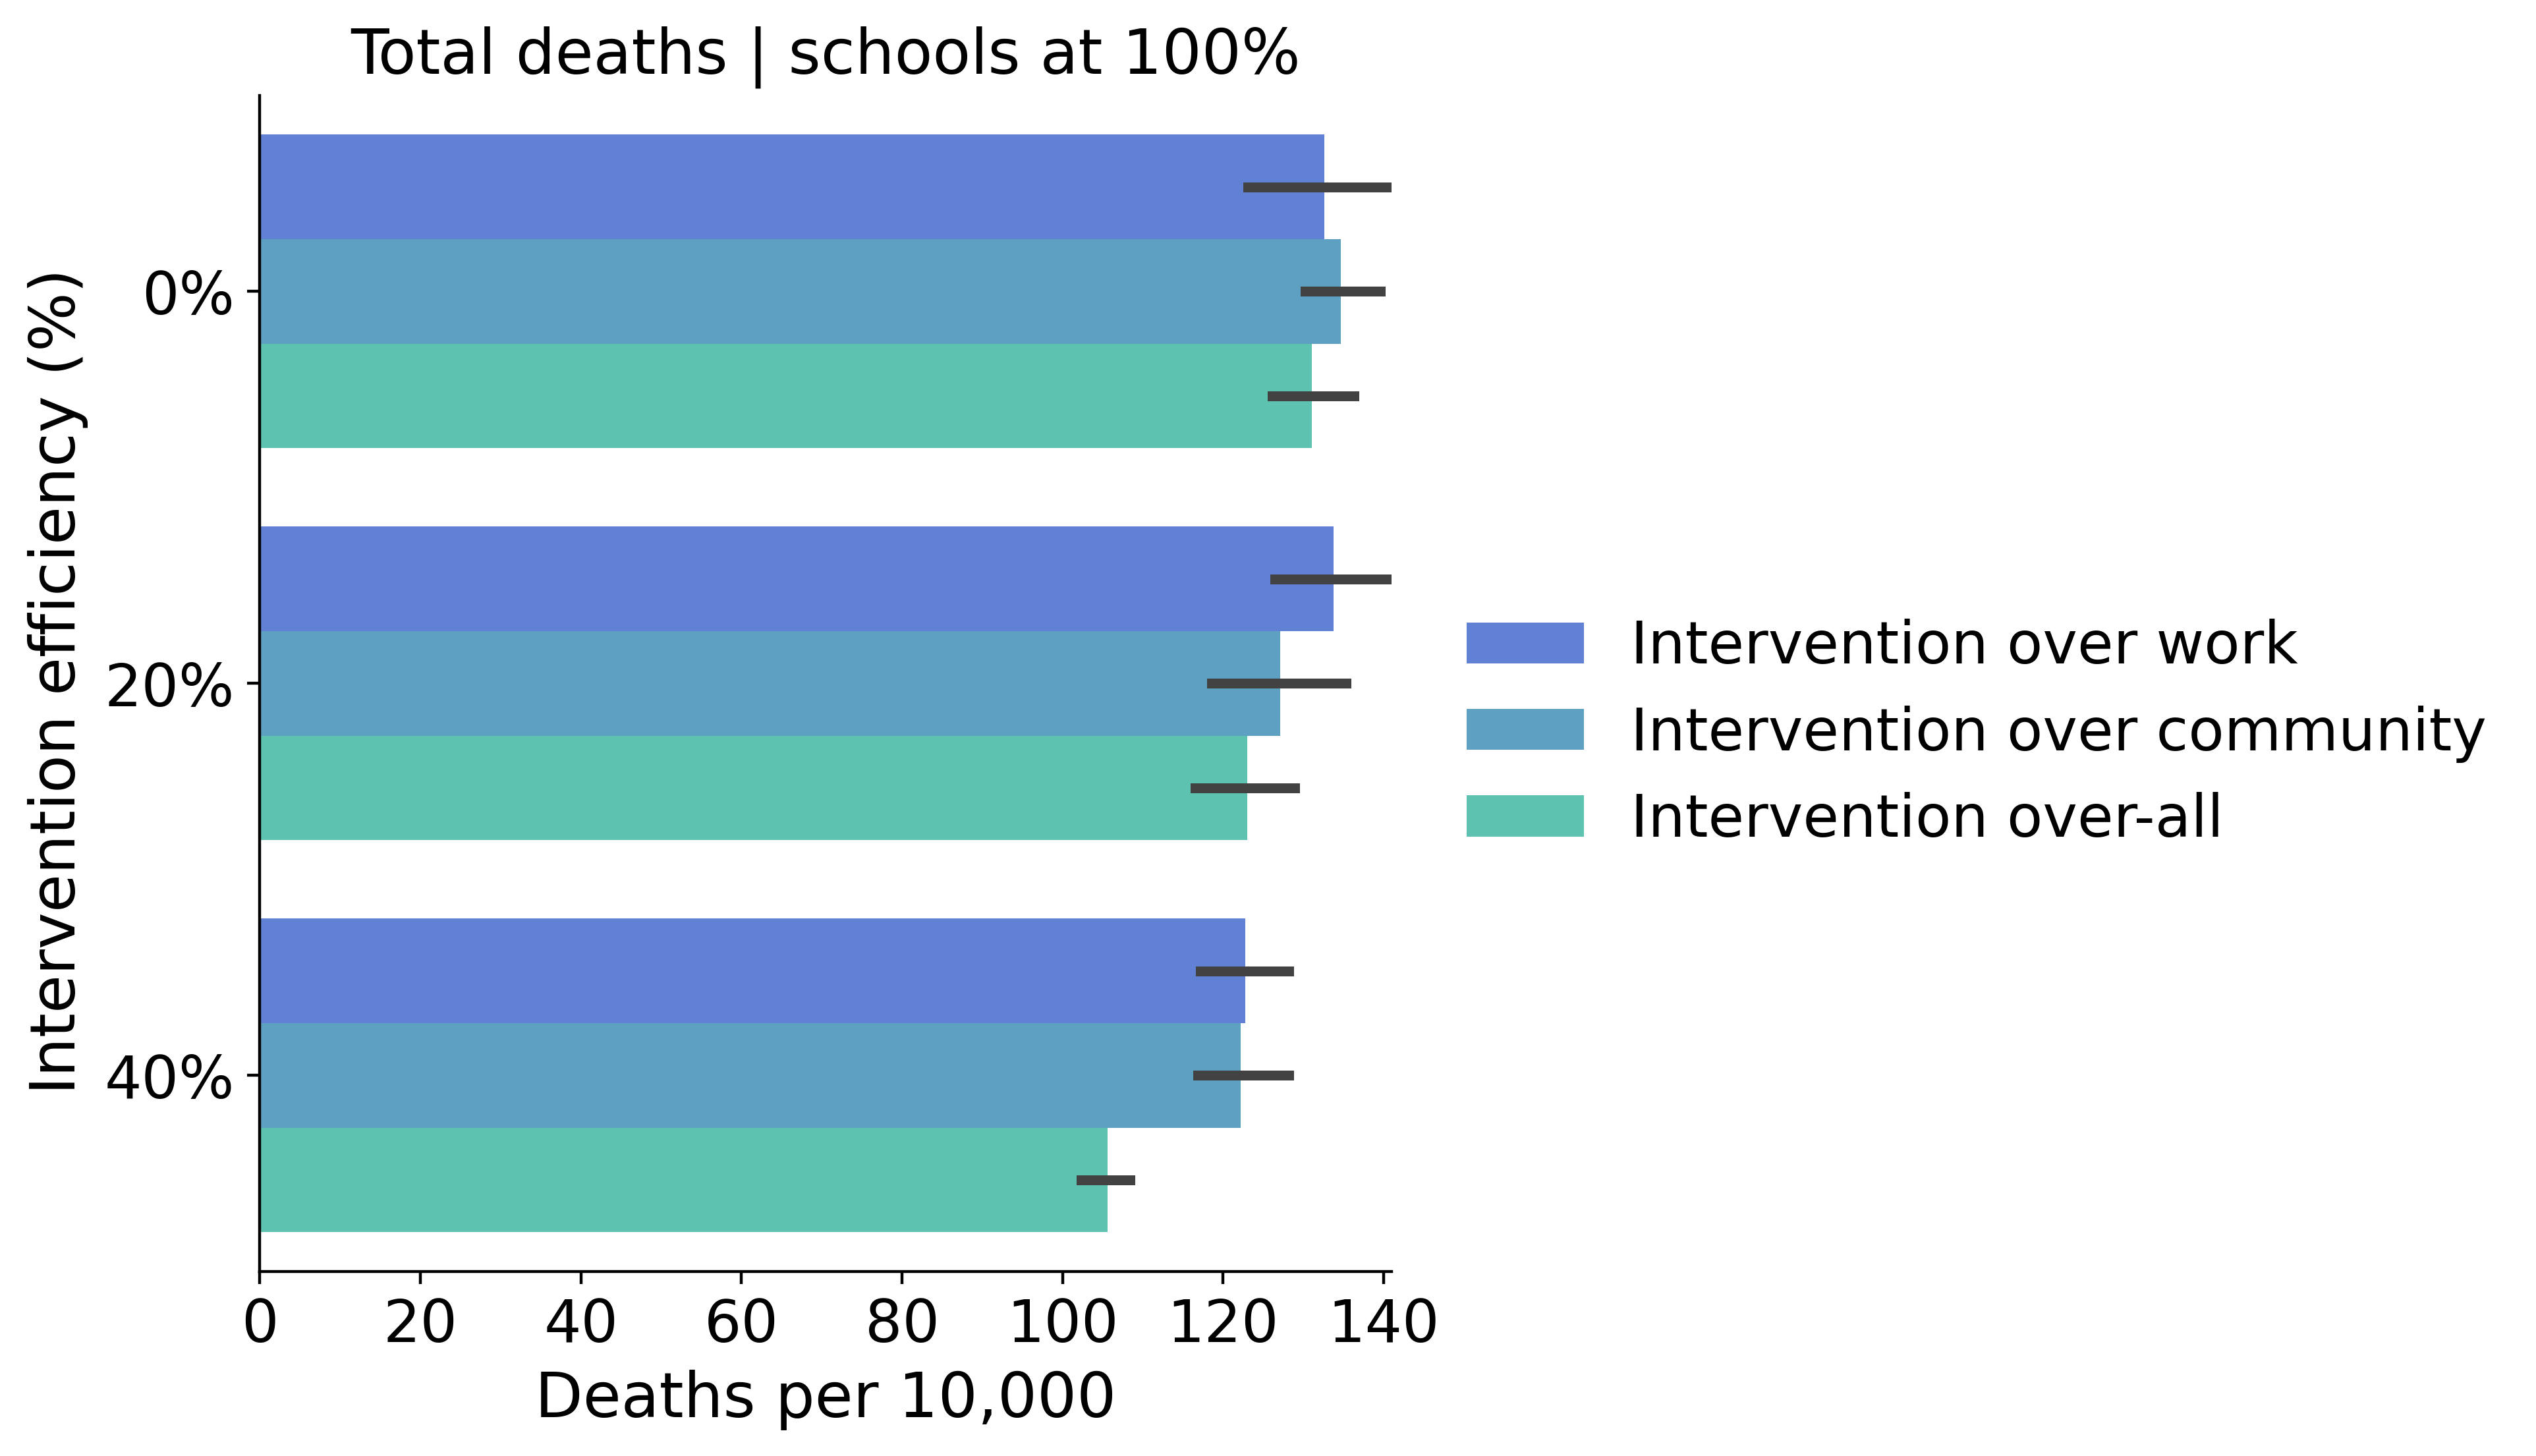 Total deaths | schools at 100%
Intervention efficiency (%)
0%
20%
40%
0 20 40 60 80 100 120 140
Deaths per 10,000
Intervention over work
Intervention over community
Intervention over-all